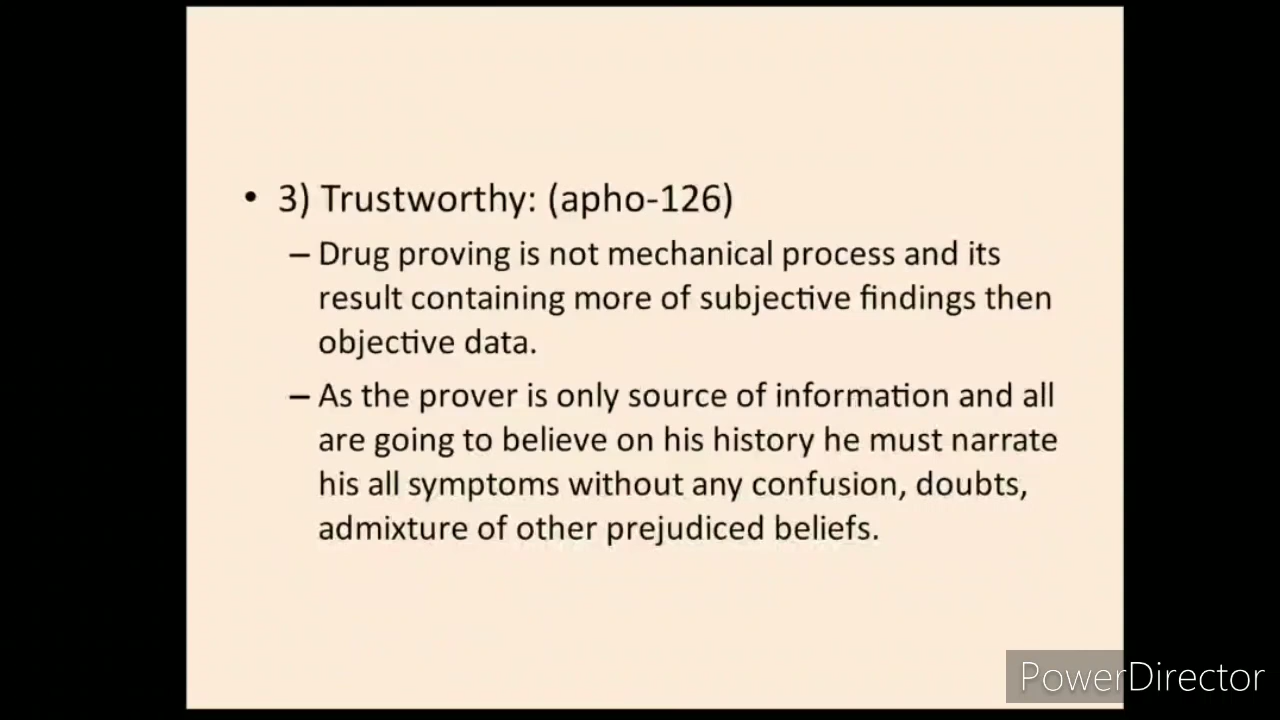 • 3) Trustworthy: (apho-126)
– Drug proving is not mechanical process and its
result containing more of subjective findings then
objective data.
– As the prover is only source of information and all
are going to believe on his history he must narrate
his all symptoms without any confusion, doubts,
admixture of other prejudiced beliefs.
PowerDirector